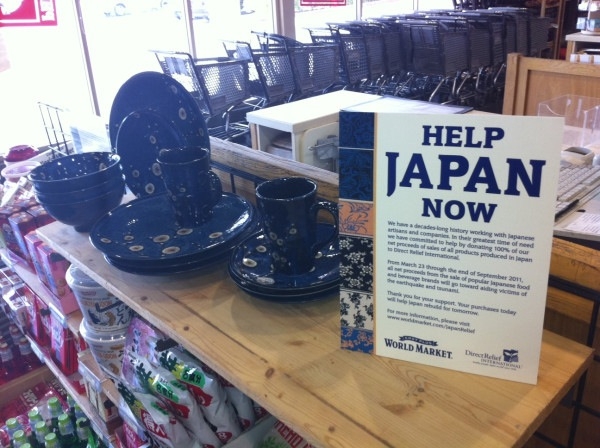 HELP
JAPAN
NOW
We have a decades-long history working with Japanese
artisans and companies. In their greatest time of need
we have committed to help by donating 100% of our
net proceeds of sales of all products produced in Japan
to Direct Relief International.
From March 23 through the end of September 2011,
all net proceeds from the sale of popular Japanese food
and beverage brands will go toward aiding victims of
the earthquake and tsunami.
Thank you for your support. Your purchases today
will help Japan rebuild for tomorrow.
For more information, please visit
www.worldmarket.com/JapanRelief
COST PLUS
WORLD MARKET.
DirectRelief
INTERNATIONAL